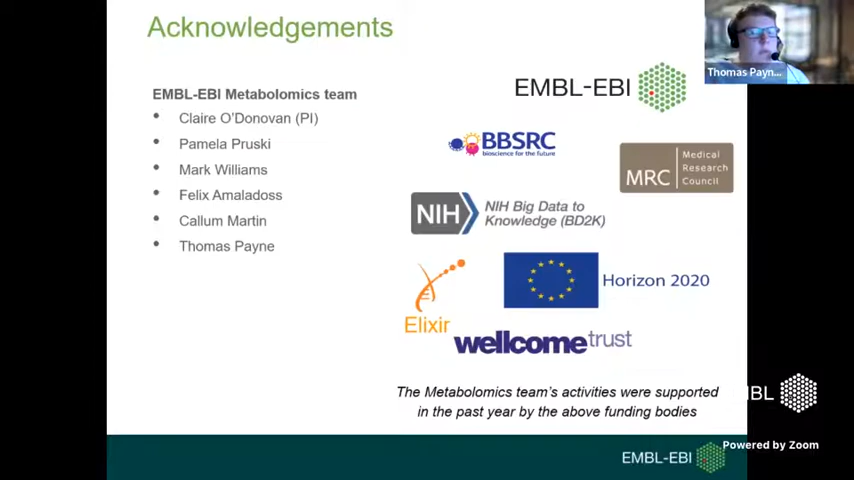 Acknowledgements
Thomas Payn...
EMBL-EBI
EMBL-EBI Metabolomics team
• Claire O'Donovan (PI)
• Pamela Pruski
• Mark Williams
• Felix Amaladoss
• Callum Martin
• Thomas Payne
BBSRC
bioscience for the future
MRC
Medical
Research
Council
NIH
NIH Big Data to
Knowledge (BD2K)
Elixir
Horizon 2020
wellcometrust
The Metabolomics team's activities were supported
in the past year by the above funding bodies
BL
Powered by Zoom
EMBL-EBI